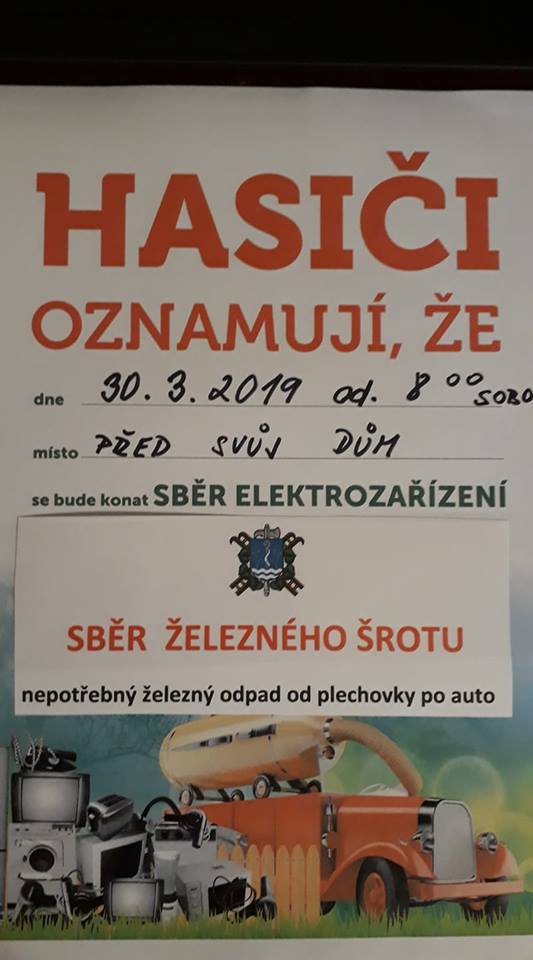 HASIČI
OZNAMUJÍ, ŽE
dne 30. 3. 2019 od. 8 00 SOBO
místo PŘED SVŮJ DŮM
se bude konat SBĚR ELEKTROZAŘÍZENÍ
SBĚR ŽELEZNÉHO ŠROTU
nepotřebný železný odpad od plechovky po auto